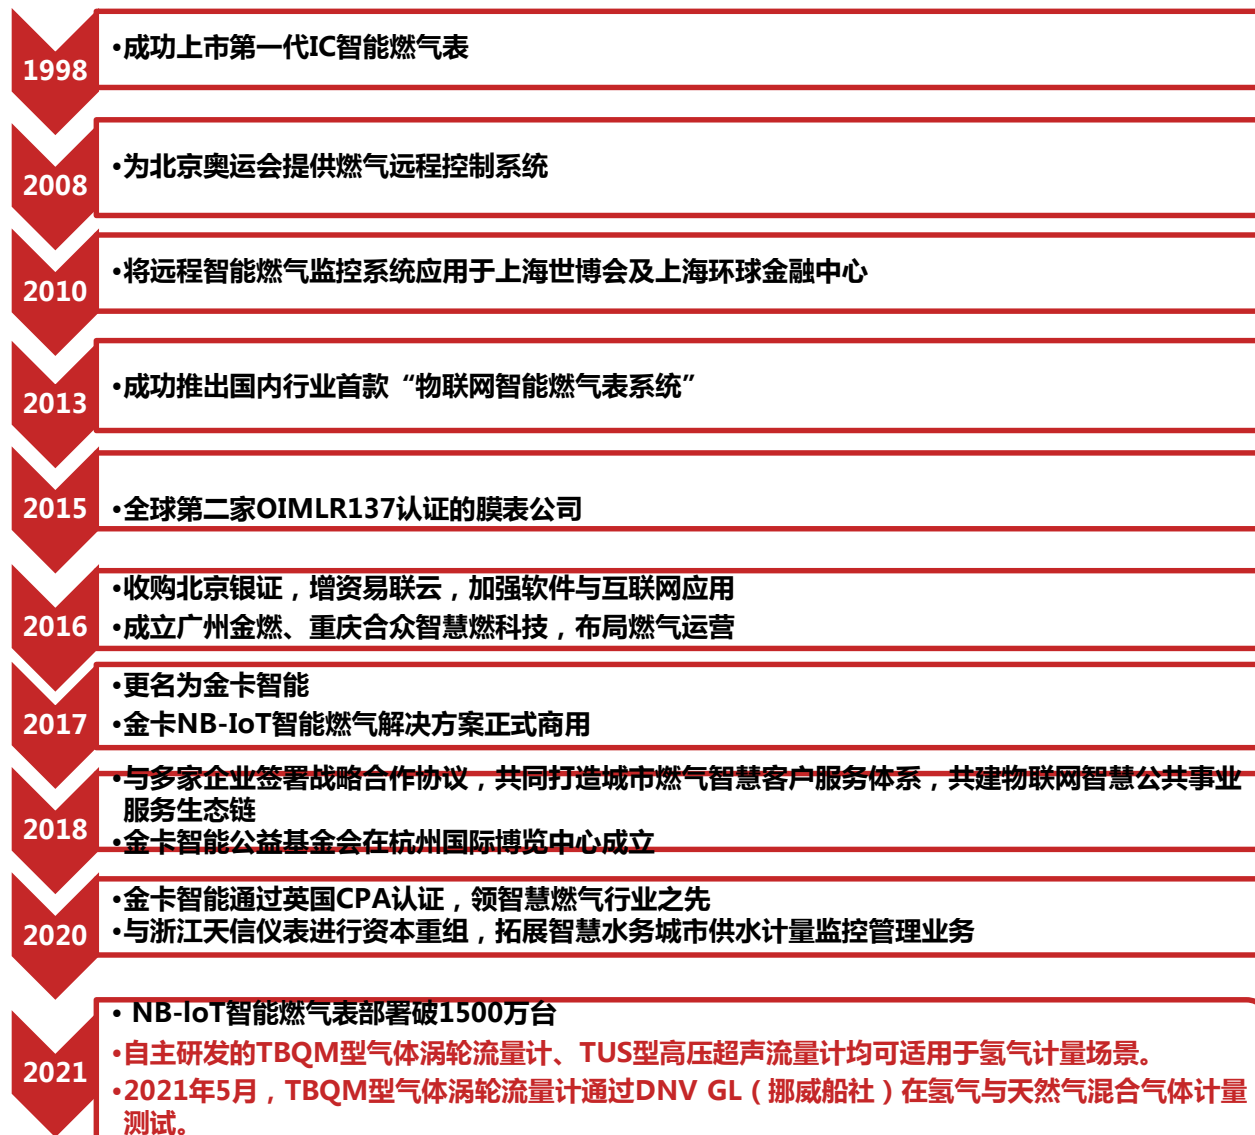 1998
•成功上市第一代IC智能燃气表
2008
•为北京奥运会提供燃气远程控制系统
2010
•将远程智能燃气监控系统应用于上海世博会及上海环球金融中心
2013
•成功推出国内行业首款“物联网智能燃气表系统”
2015
•全球第二家OIMLR137认证的膜表公司
2016
•收购北京银证，增资易联云，加强软件与互联网应用
•成立广州金燃、重庆合众智慧燃科技，布局燃气运营
2017
•更名为金卡智能
•金卡NB-IoT智能燃气解决方案正式商用
2018
•与多家企业签署战略合作协议，共同打造城市燃气智慧客户服务体系，共建物联网智慧公共事业
服务生态链
•金卡智能公益基金会在杭州国际博览中心成立
2020
•金卡智能通过英国CPA认证，领智慧燃气行业之先
•与浙江天信仪表进行资本重组，拓展智慧水务城市供水计量监控管理业务
2021
• NB-IoT智能燃气表部署破1500万台
•自主研发的TBQM型气体涡轮流量计、TUS型高压超声流量计均可适用于氢气计量场景。
•2021年5月，TBQM型气体涡轮流量计通过DNV GL（挪威船社）在氢气与天然气混合气体计量
测试。